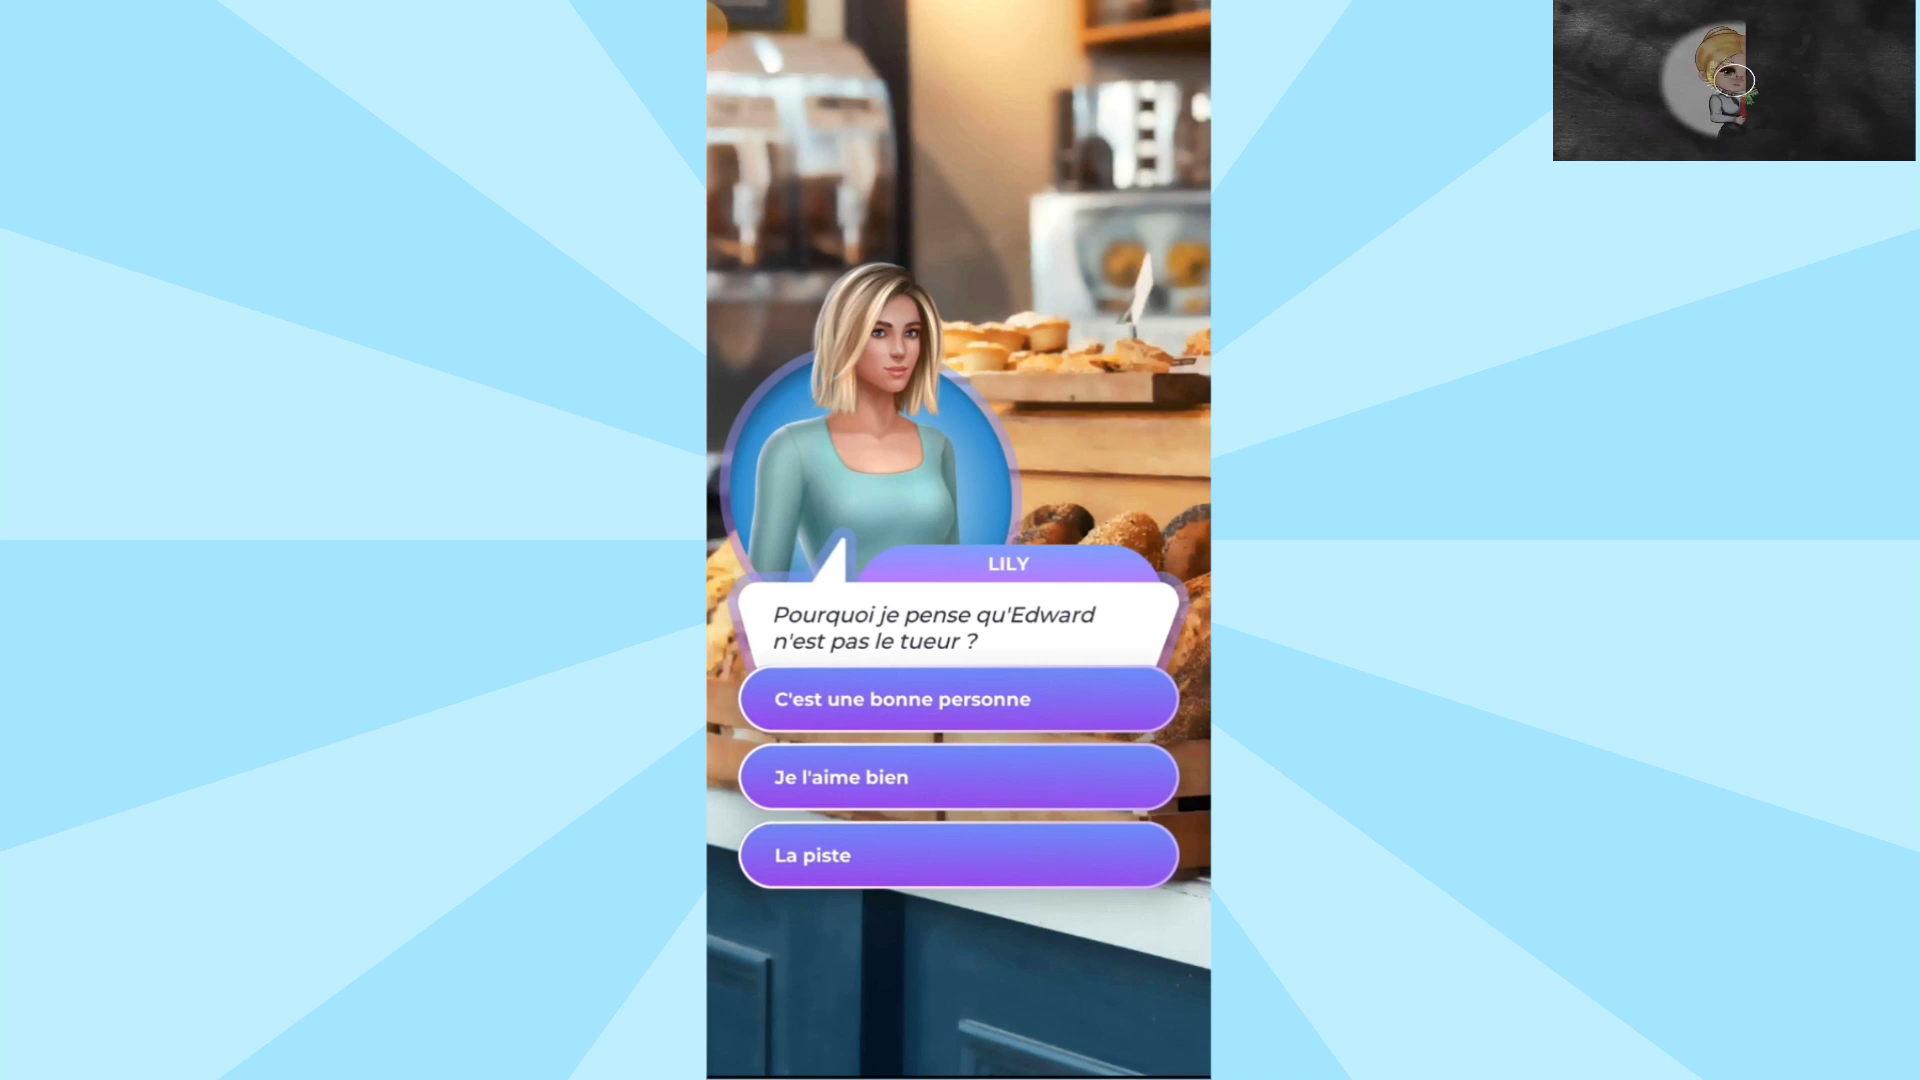 LILY
Pourquoi je pense qu'Edward
n'est pas le tueur ?
C'est une bonne personne
Je l'aime bien
La piste